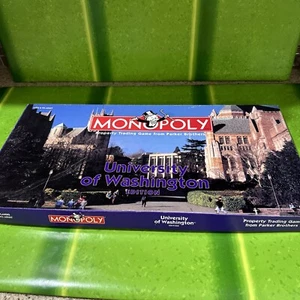 MONOPOLY
Property Trading Game from Parker Brothers
University
of Washington
EDITION
MONOPOLY
University
of Washington
Property Trading Game
from Parker Brothers